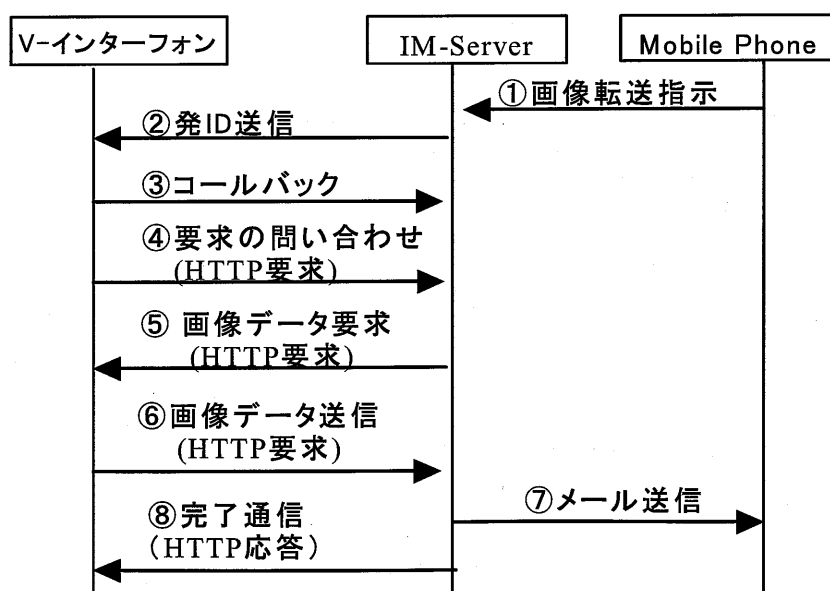 V-インターフォン
IM-Server
Mobile Phone
①画像転送指示
②発ID送信
③コールバック
④要求の問い合わせ
(HTTP要求)
⑤ 画像データ要求
(HTTP要求)
⑥画像データ送信
(HTTP要求)
⑦メール送信
⑧完了通信
(HTTP応答)